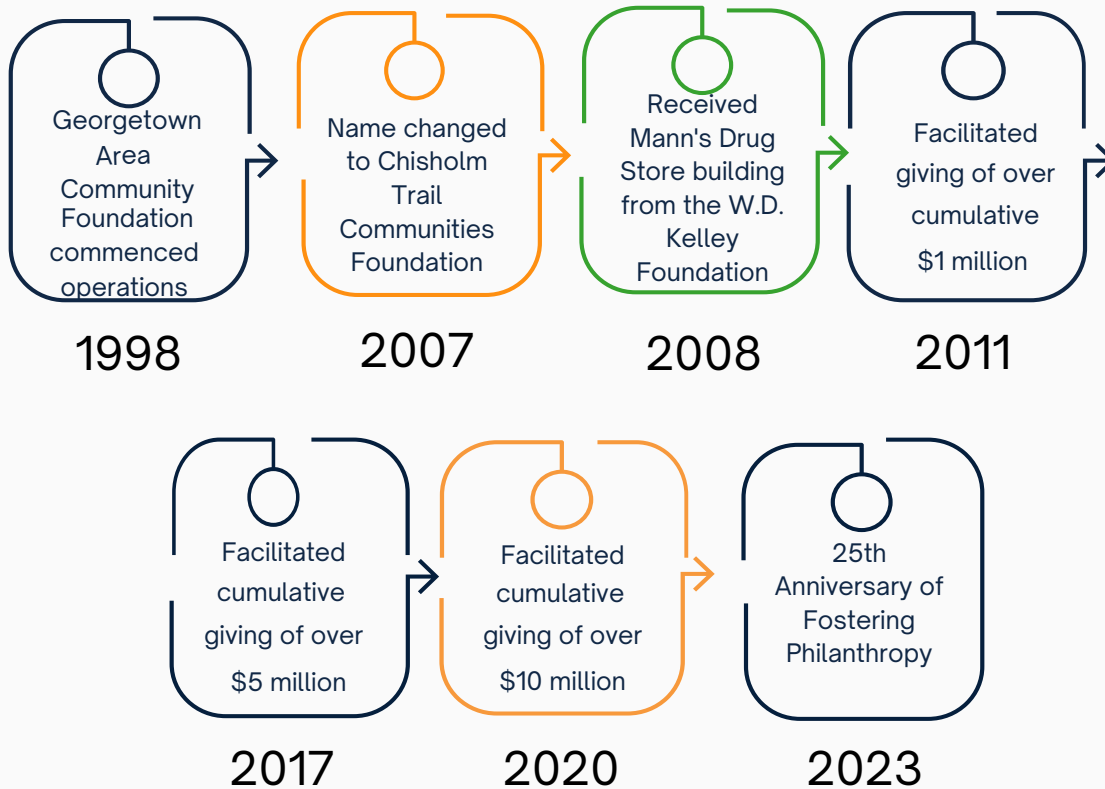 Georgetown
Area
Community
Foundation
commenced
operations
1998
Name changed
to Chisholm
Trail
Communities
Foundation
2007
Received
Mann's Drug
Store building
from the W.D.
Kelley
Foundation
2008
Facilitated
giving of over
cumulative
$1 million
2011
Facilitated
cumulative
giving of over
$5 million
2017
Facilitated
cumulative
giving of over
$10 million
2020
25th
Anniversary of
Fostering
Philanthropy
2023